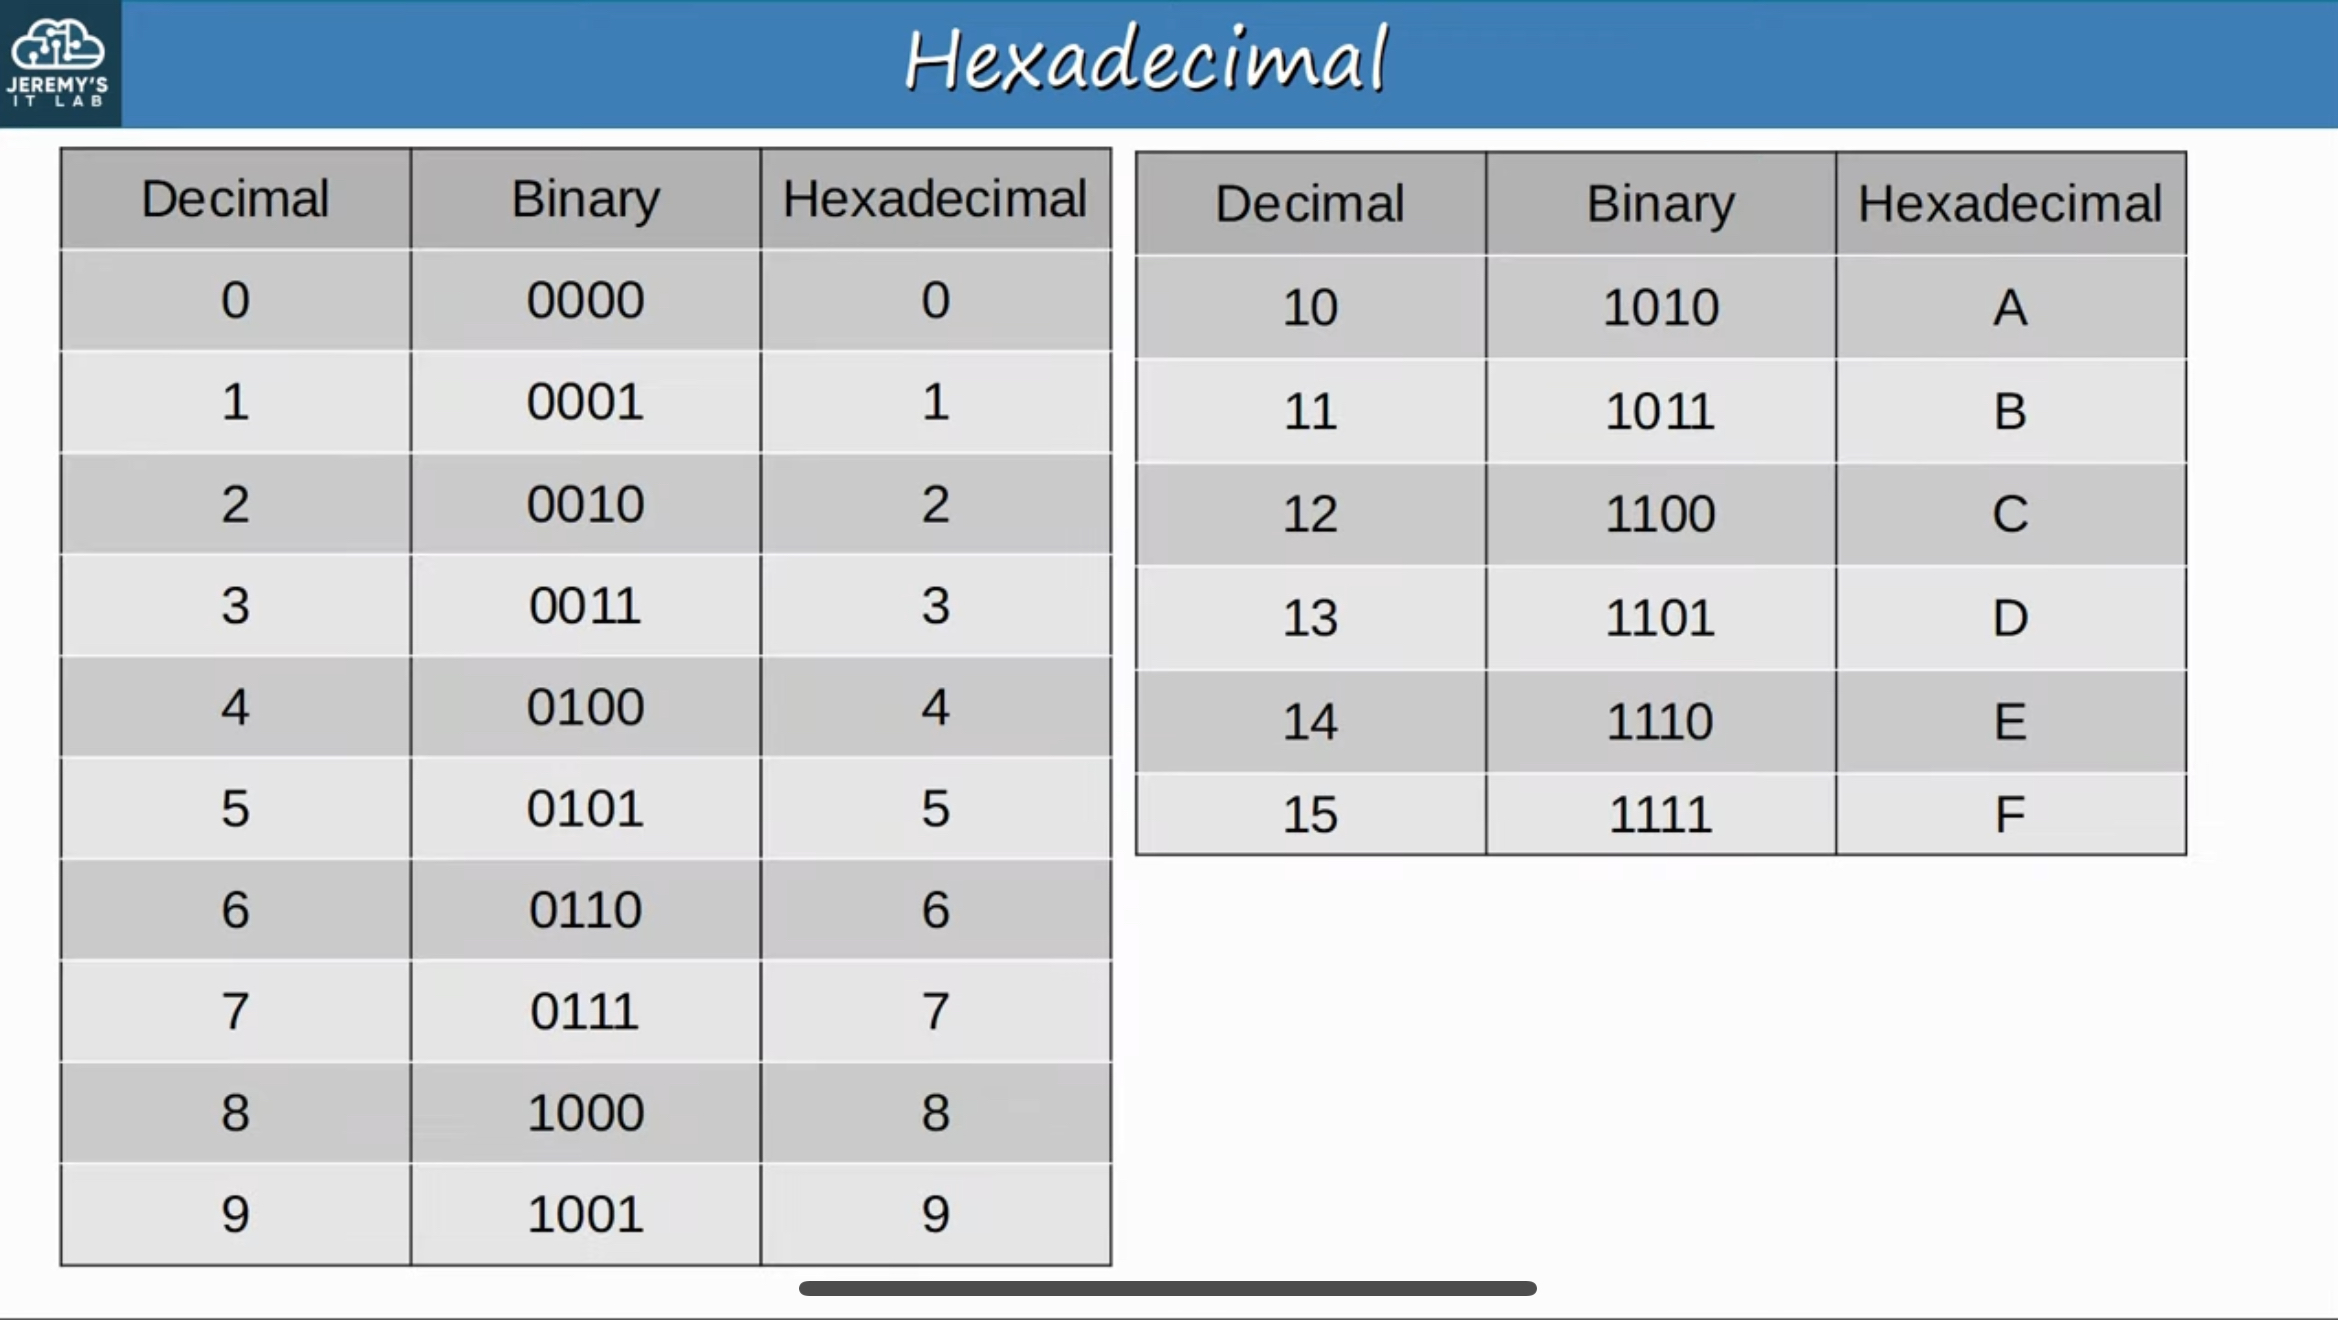 JEREMY'S
IT LAB
Hexadecimal
Decimal Binary Hexadecimal
0 0000 0
1 0001 1
2 0010 2
3 0011 3
4 0100 4
5 0101 5
6 0110 6
7 0111 7
8 1000 8
9 1001 9
Decimal Binary Hexadecimal
10 1010 A
11 1011 B
12 1100 C
13 1101 D
14 1110 E
15 1111 F